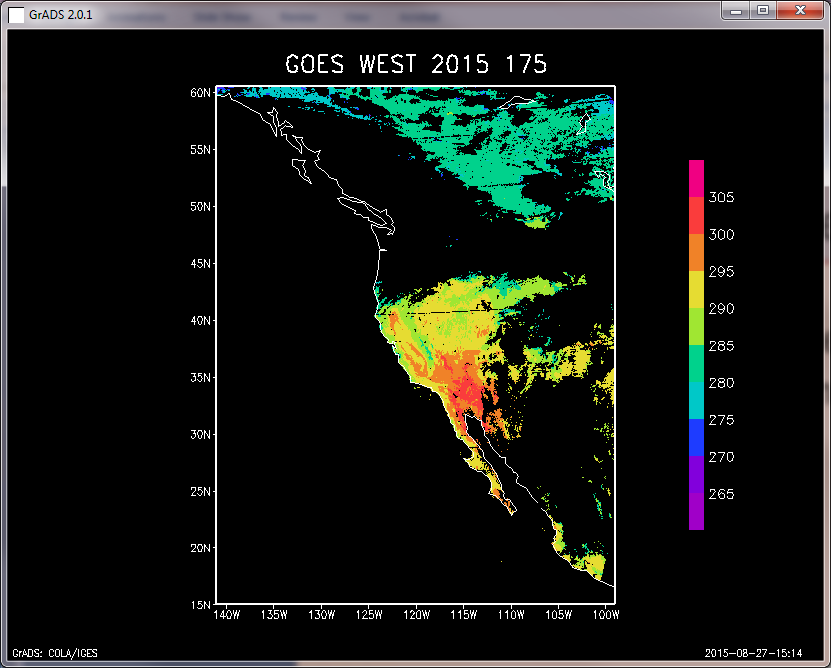 GrADS 2.0.1
GOES WEST 2015 175
60N
55N
50N
45N
40N
35N
30N
25N
20N
15N
140W 135W 130W 125W 120W 115W 110W 105W 100W
305
300
295
290
285
280
275
270
265
GrADS: COLA/IGES
2015-08-27-15:14